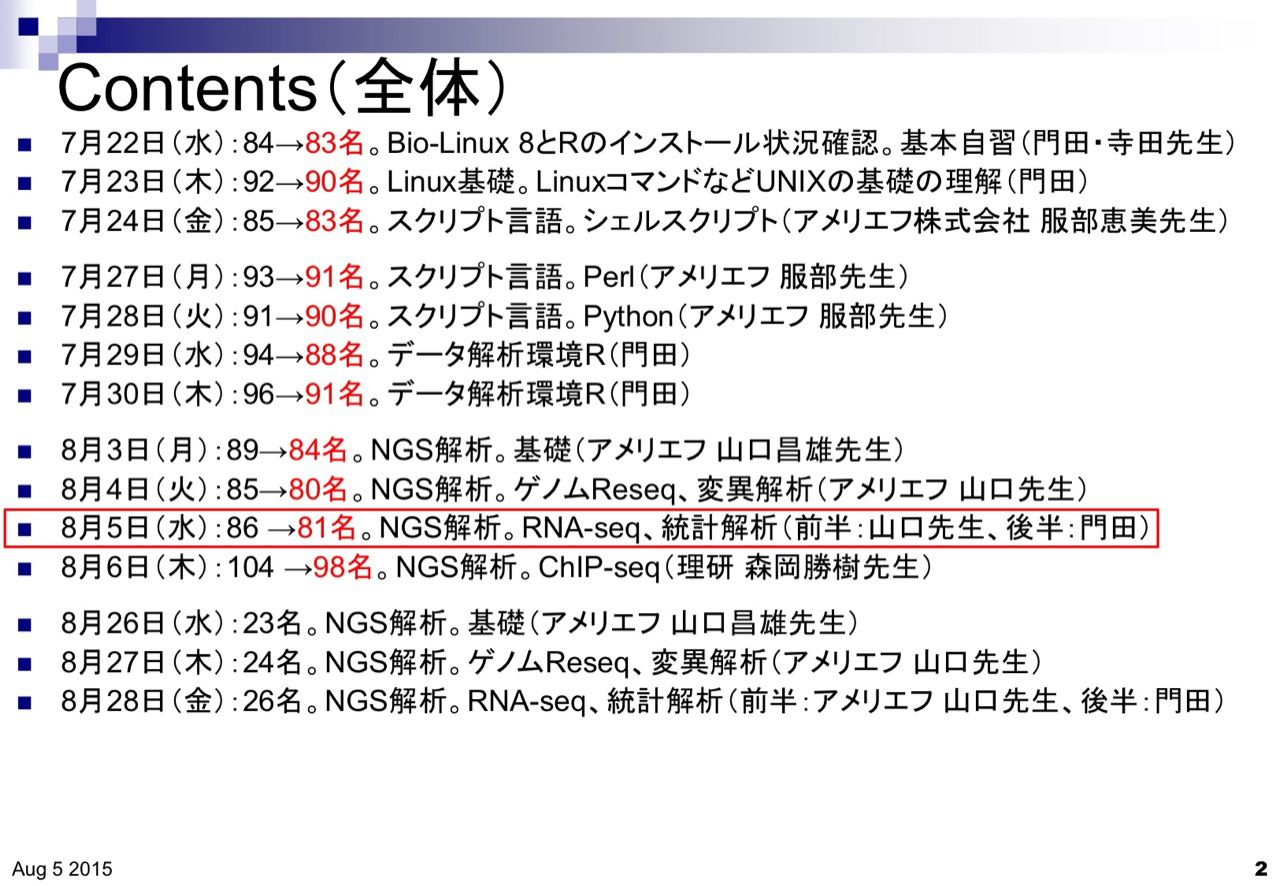 Contents（全体）
7月22日（水）：84→83名。Bio-Linux 8とRのインストール状況確認。基本自習（門田・寺田先生）
7月23日（木）：92→90名。Linux基礎。LinuxコマンドなどUNIXの基礎の理解（門田）
7月24日（金）：85→83名。スクリプト言語。シェルスクリプト（アメリエフ株式会社 服部恵美先生）
7月27日（月）：93→91名。スクリプト言語。Perl（アメリエフ 服部先生）
7月28日（火）：91→90名。スクリプト言語。Python（アメリエフ 服部先生）
7月29日（水）：94→88名。データ解析環境R（門田）
7月30日（木）：96→91名。データ解析環境R（門田）
8月3日（月）：89→84名。NGS解析。基礎（アメリエフ 山口昌雄先生）
8月4日（火）：85→80名。NGS解析。ゲノムReseq、変異解析（アメリエフ 山口先生）
8月5日（水）：86 →81名。NGS解析。RNA-seq、統計解析（前半：山口先生、後半：門田）
8月6日（木）：104 →98名。NGS解析。ChIP-seq（理研 森岡勝樹先生）
8月26日（水）：23名。NGS解析。基礎（アメリエフ 山口昌雄先生）
8月27日（木）：24名。NGS解析。ゲノムReseq、変異解析（アメリエフ 山口先生）
8月28日（金）：26名。NGS解析。RNA-seq、統計解析（前半：アメリエフ 山口先生、後半：門田）
Aug 5 2015
2